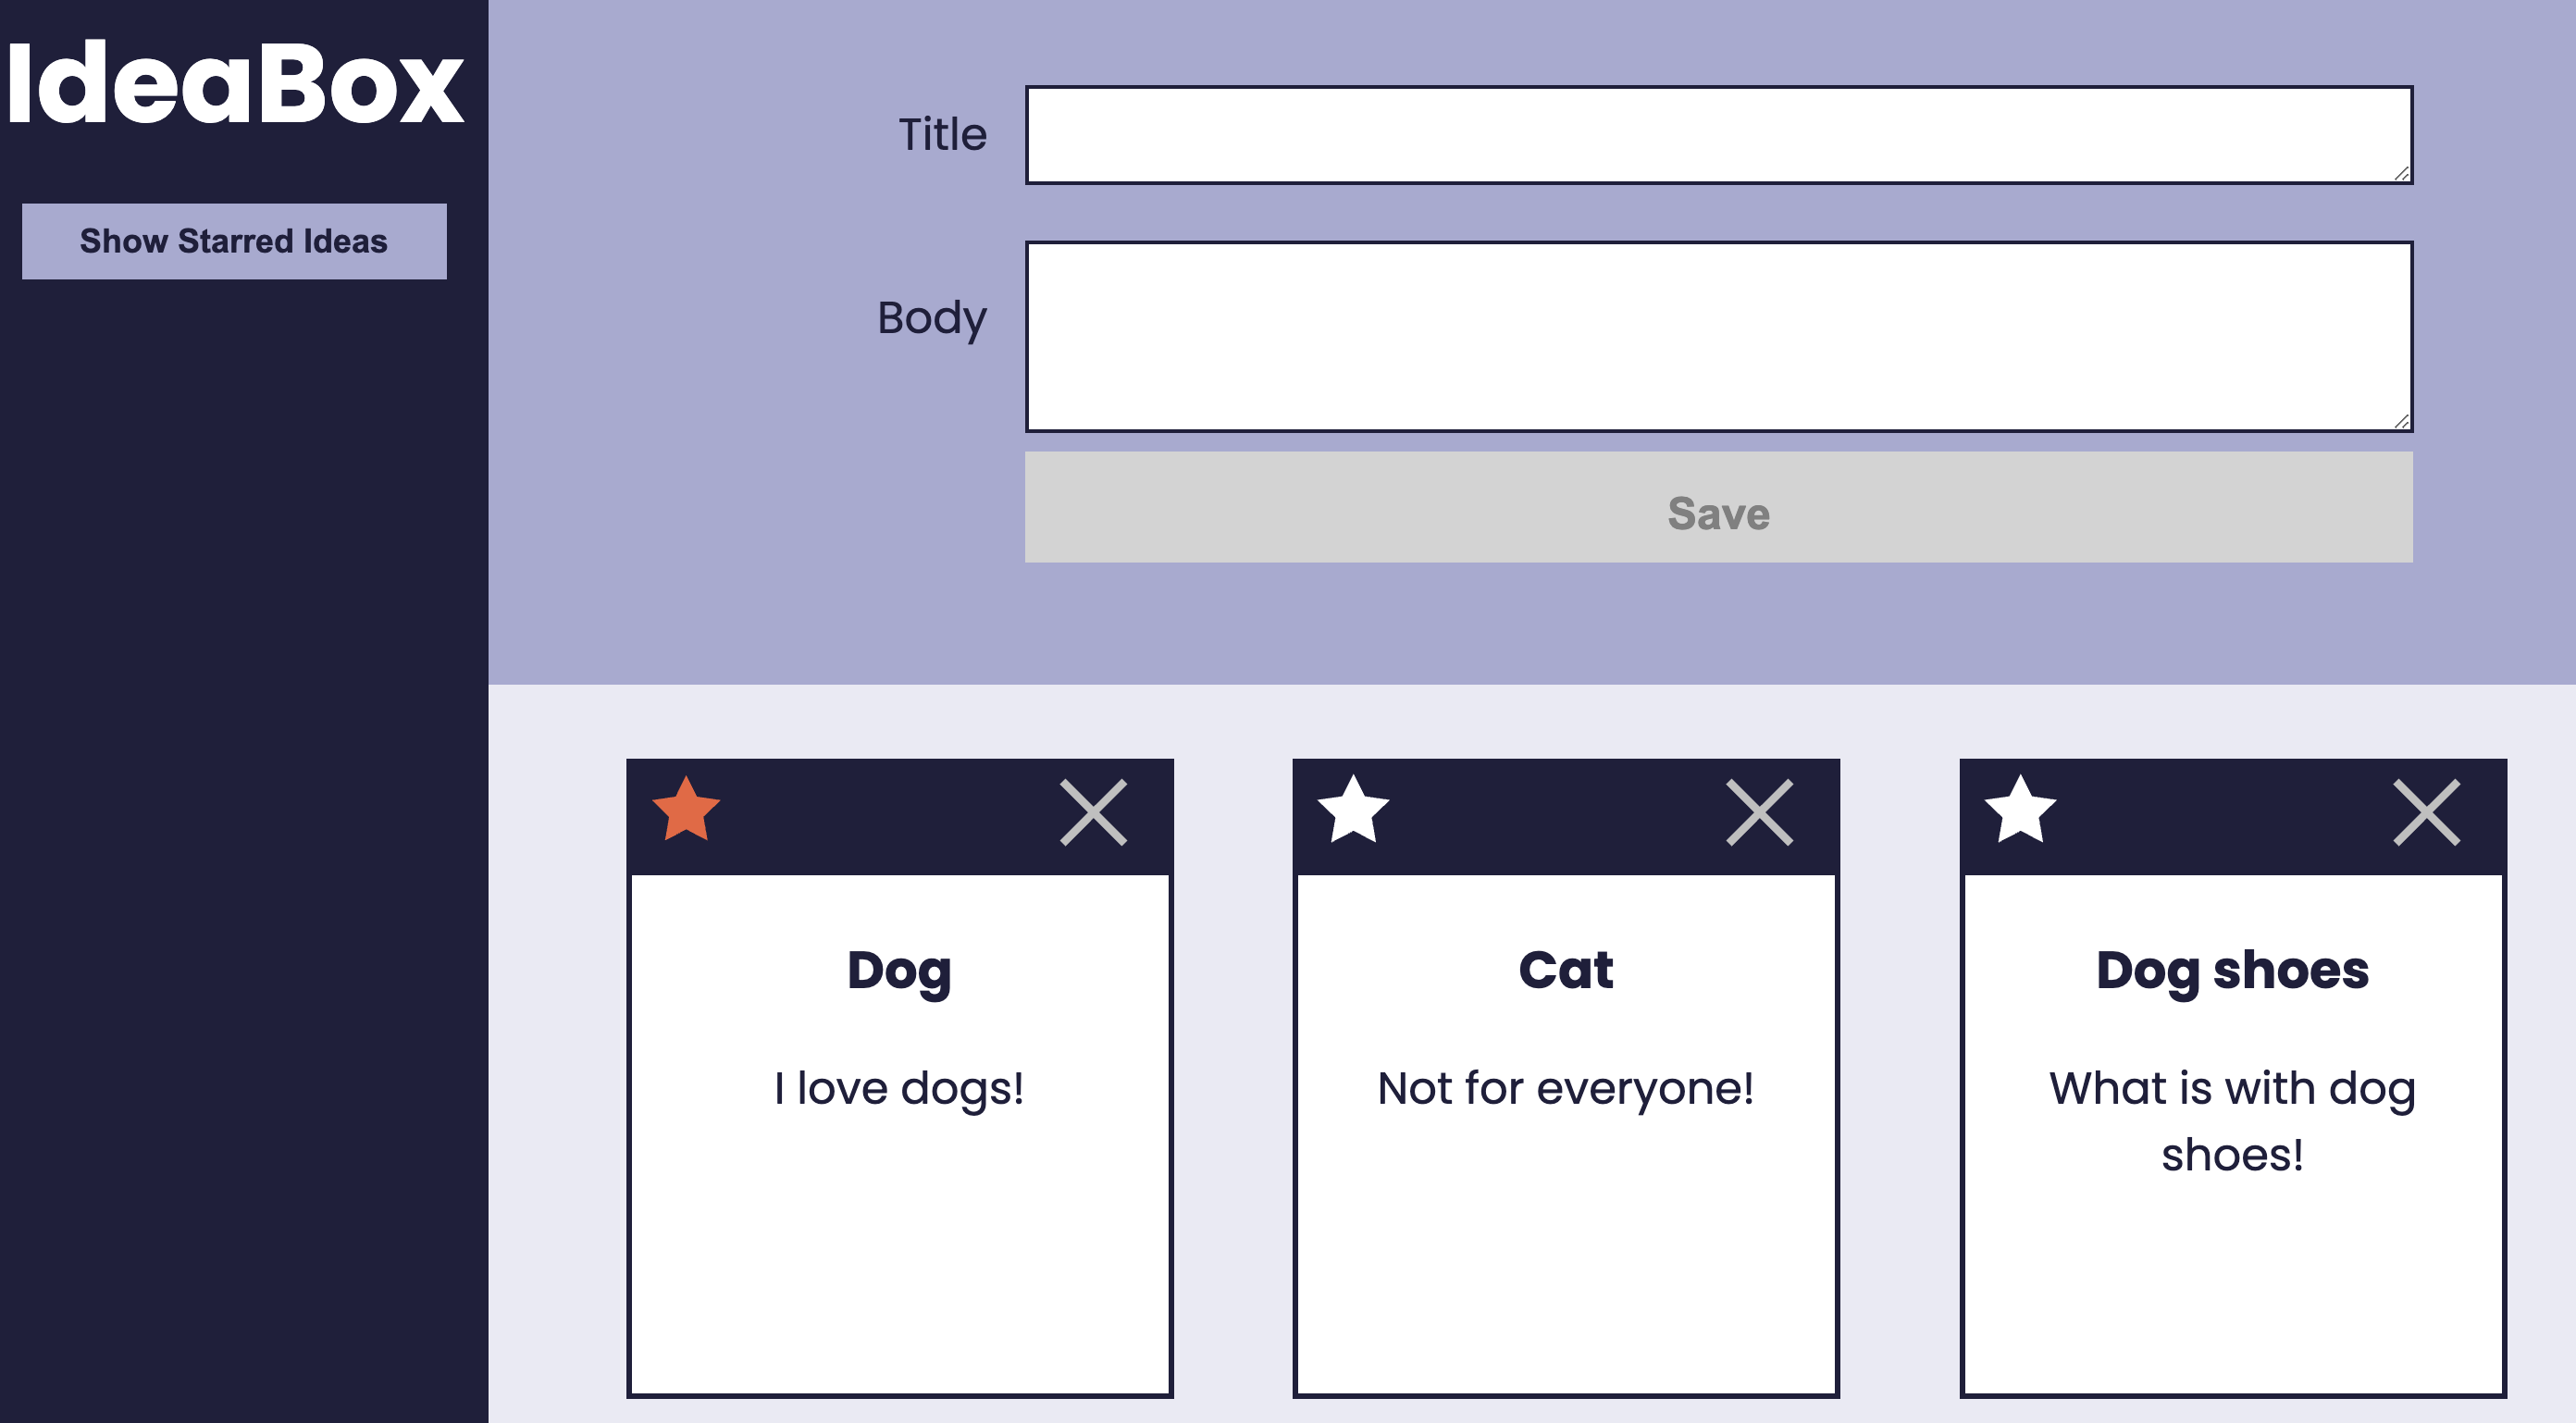 IdeaBox
Show Starred Ideas
Title
Body
Save
Dog
I love dogs!
Cat
Not for everyone!
Dog shoes
What is with dog
shoes!